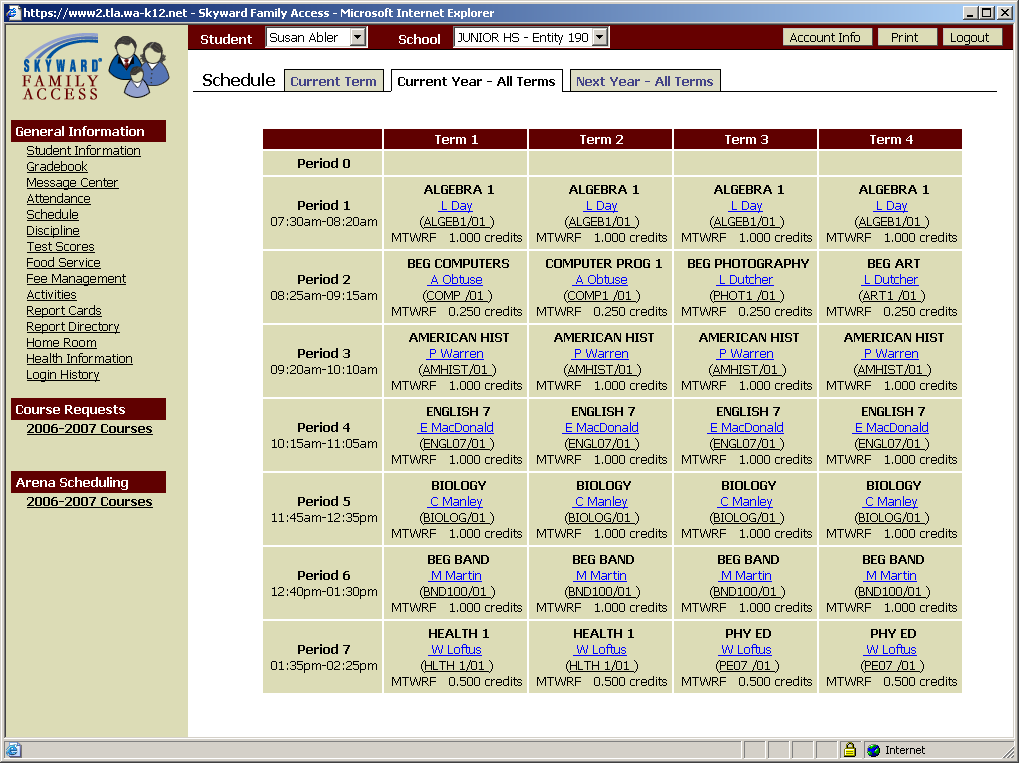 https://www2.tla.wa-k12.net - Skyward Family Access - Microsoft Internet Explorer
SKYWARD®
FAMILY
ACCESS
Student Susan Abler School JUNIOR HS - Entity 190 Account Info Print Logout
Schedule Current Term Current Year - All Terms Next Year - All Terms
General Information
Student Information
Gradebook
Message Center
Attendance
Schedule
Discipline
Test Scores
Food Service
Fee Management
Activities
Report Cards
Report Directory
Home Room
Health Information
Login History
Course Requests
2006-2007 Courses
Arena Scheduling
2006-2007 Courses
Term 1 Term 2 Term 3 Term 4
Period 0
ALGEBRA 1 ALGEBRA 1 ALGEBRA 1 ALGEBRA 1
Period 1 L Day L Day L Day L Day
07:30am-08:20am (ALGEB1/01 ) (ALGEB1/01 ) (ALGEB1/01 ) (ALGEB1/01 )
MTWRF 1.000 credits MTWRF 1.000 credits MTWRF 1.000 credits MTWRF 1.000 credits
BEG COMPUTERS COMPUTER PROG 1 BEG PHOTOGRAPHY BEG ART
Period 2 A Obtuse A Obtuse L Dutcher L Dutcher
08:25am-09:15am (COMP /01 ) (COMP1 /01 ) (PHOT1 /01 ) (ART1 /01 )
MTWRF 0.250 credits MTWRF 0.250 credits MTWRF 0.250 credits MTWRF 0.250 credits
AMERICAN HIST AMERICAN HIST AMERICAN HIST AMERICAN HIST
Period 3 P Warren P Warren P Warren P Warren
09:20am-10:10am (AMHIST/01 ) (AMHIST/01 ) (AMHIST/01 ) (AMHIST/01 )
MTWRF 1.000 credits MTWRF 1.000 credits MTWRF 1.000 credits MTWRF 1.000 credits
ENGLISH 7 ENGLISH 7 ENGLISH 7 ENGLISH 7
Period 4 E MacDonald E MacDonald E MacDonald E MacDonald
10:15am-11:05am (ENGL07/01 ) (ENGL07/01 ) (ENGL07/01 ) (ENGL07/01 )
MTWRF 1.000 credits MTWRF 1.000 credits MTWRF 1.000 credits MTWRF 1.000 credits
BIOLOGY BIOLOGY BIOLOGY BIOLOGY
Period 5 C Manley C Manley C Manley C Manley
11:45am-12:35pm (BIOLOG/01 ) (BIOLOG/01 ) (BIOLOG/01 ) (BIOLOG/01 )
MTWRF 1.000 credits MTWRF 1.000 credits MTWRF 1.000 credits MTWRF 1.000 credits
BEG BAND BEG BAND BEG BAND BEG BAND
Period 6 M Martin M Martin M Martin M Martin
12:40pm-01:30pm (BND100/01 ) (BND100/01 ) (BND100/01 ) (BND100/01 )
MTWRF 1.000 credits MTWRF 1.000 credits MTWRF 1.000 credits MTWRF 1.000 credits
HEALTH 1 HEALTH 1 PHY ED PHY ED
Period 7 W Loftus W Loftus W Loftus W Loftus
01:35pm-02:25pm (HLTH 1/01 ) (HLTH 1/01 ) (PE07 /01 ) (PE07 /01 )
MTWRF 0.500 credits MTWRF 0.500 credits MTWRF 0.500 credits MTWRF 0.500 credits
Internet